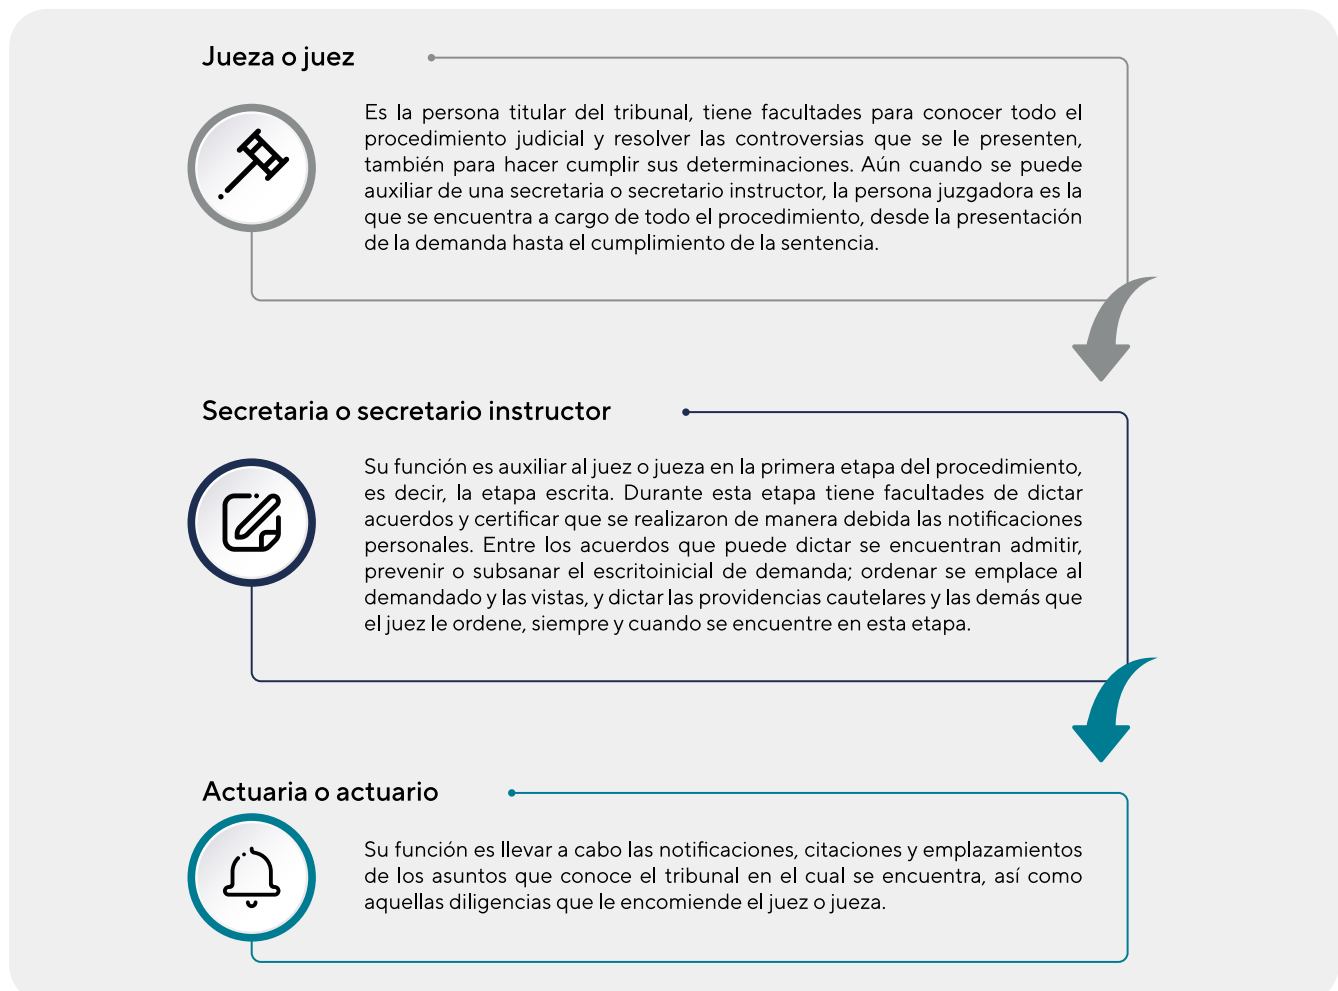 Jueza o juez
Es la persona titular del tribunal, tiene facultades para conocer todo el
procedimiento judicial y resolver las controversias que se le presenten,
también para hacer cumplir sus determinaciones. Aún cuando se puede
auxiliar de una secretaria o secretario instructor, la persona juzgadora es la
que se encuentra a cargo de todo el procedimiento, desde la presentación
de la demanda hasta el cumplimiento de la sentencia.
Secretaria o secretario instructor
Su función es auxiliar al juez o jueza en la primera etapa del procedimiento,
es decir, la etapa escrita. Durante esta etapa tiene facultades de dictar
acuerdos y certificar que se realizaron de manera debida las notificaciones
personales. Entre los acuerdos que puede dictar se encuentran admitir,
prevenir o subsanar el escritoinicial de demanda; ordenar se emplace al
demandado y las vistas, y dictar las providencias cautelares y las demás que
el juez le ordene, siempre y cuando se encuentre en esta etapa.
Actuaria o actuario
Su función es llevar a cabo las notificaciones, citaciones y emplazamientos
de los asuntos que conoce el tribunal en el cual se encuentra, así como
aquellas diligencias que le encomiende el juez o jueza.